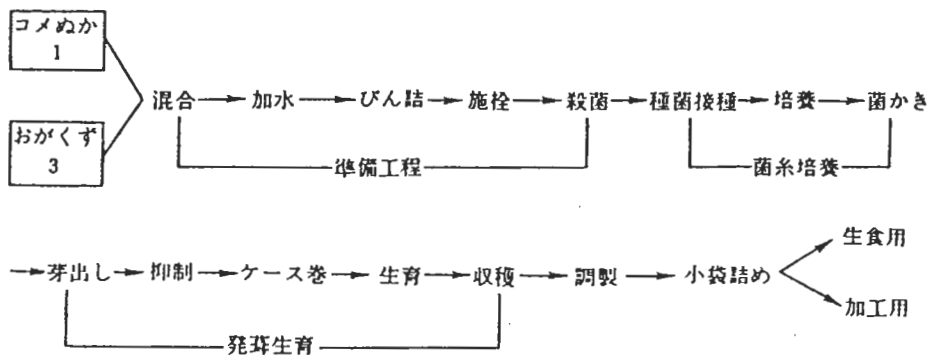 コメぬか
1
おがくず
3
混合 加水 びん詰 施栓 殺菌 種菌接種 培養 菌かき
準備工程
菌糸培養
芽出し 抑制 ケース巻 生育 収穫 調製 小袋詰め
生食用
加工用
発茸生育